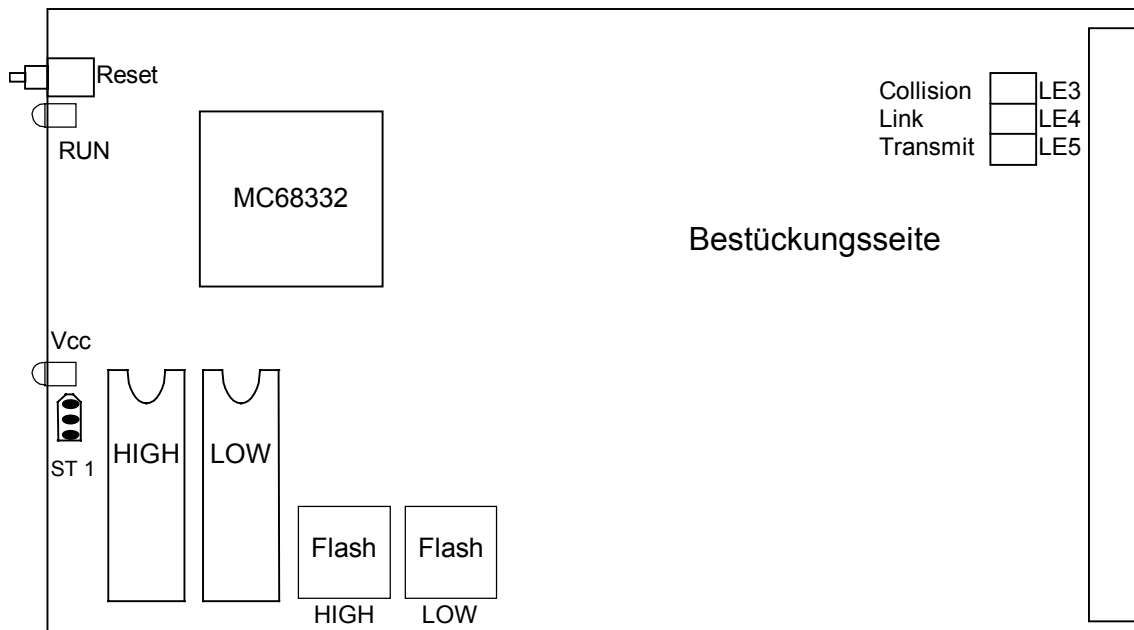 Reset
RUN
MC68332
Collision LE3
Link LE4
Transmit LE5
Bestückungsseite
Vcc
ST 1
HIGH
LOW
Flash
Flash
HIGH
LOW